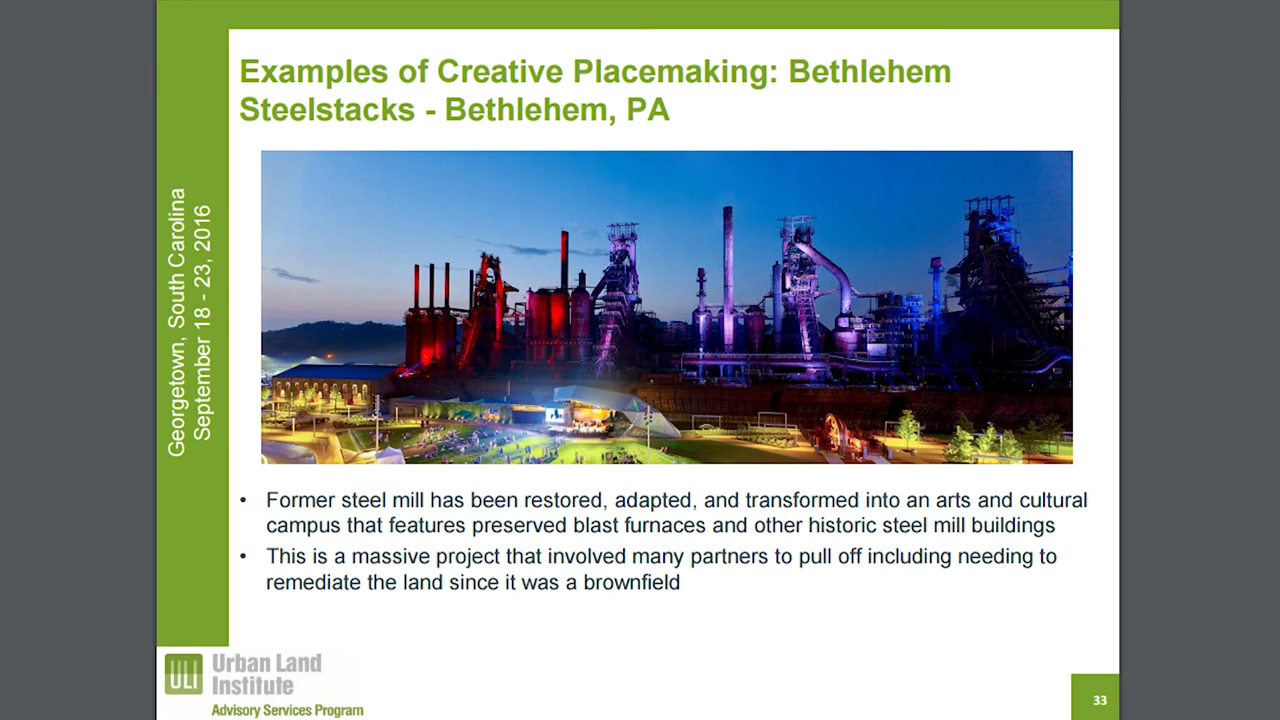 Examples of Creative Placemaking: Bethlehem
Steelstacks - Bethlehem, PA
Georgetown, South Carolina
September 18 - 23, 2016
• Former steel mill has been restored, adapted, and transformed into an arts and cultural
campus that features preserved blast furnaces and other historic steel mill buildings
• This is a massive project that involved many partners to pull off including needing to
remediate the land since it was a brownfield
ULI
Urban Land
Institute
Advisory Services Program
33